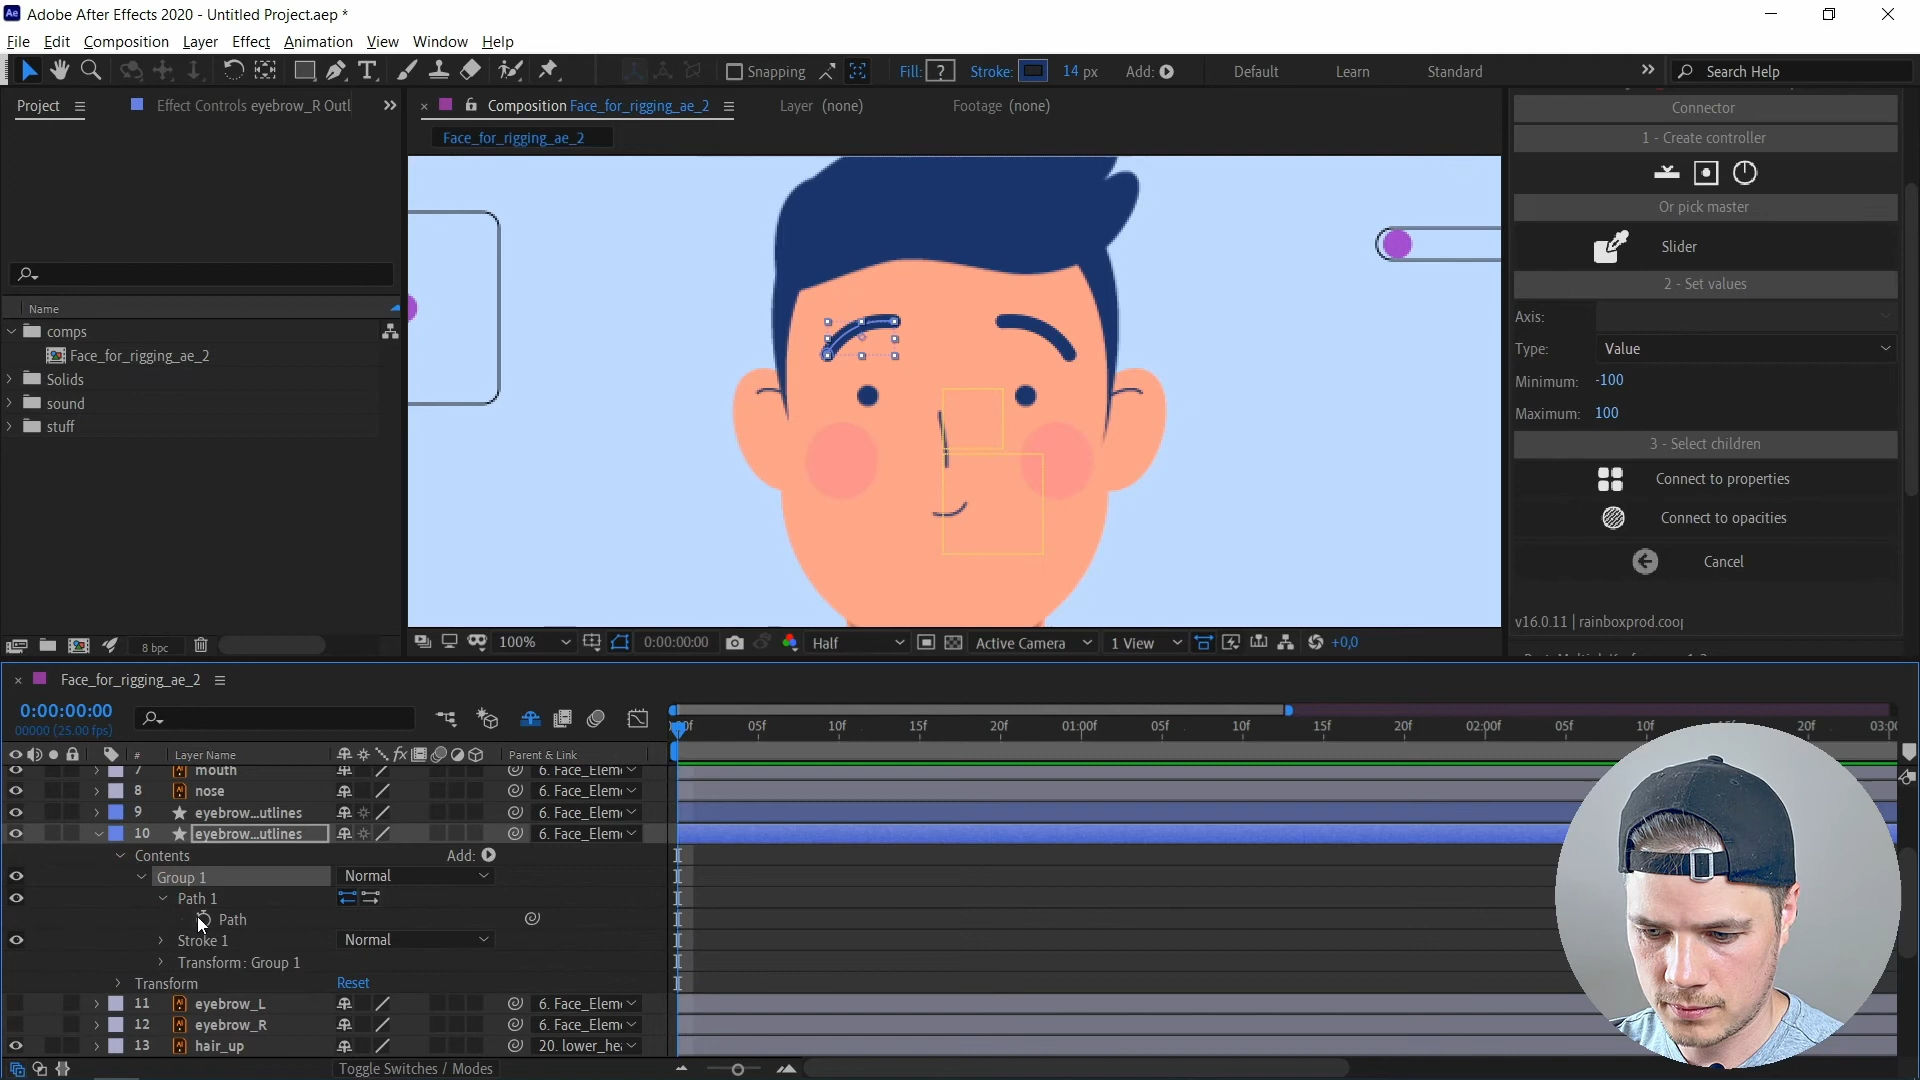 Ae Adobe After Effects 2020 - Untitled Project.aep *
File Edit Composition Layer Effect Animation View Window Help
Snapping Fill: ? Stroke: 14 px Add: Default Learn Standard Search Help
Project Effect Controls eyebrow_R Outl
Composition Face_for_rigging_ae_2 Layer (none) Footage (none)
Face_for_rigging_ae_2
Name
comps
Face_for_rigging_ae_2
Solids
sound
stuff
8 bpc
100% 0:00:00:00 Half Active Camera 1 View +0,0
Connector
1 - Create controller
Or pick master
Slider
2 - Set values
Axis:
Type: Value
Minimum: -100
Maximum: 100
3 - Select children
Connect to properties
Connect to opacities
Cancel
v16.0.11 | rainboxprod.coop
Face_for_rigging_ae_2
0:00:00:00
00000 (25.00 fps)
05f 10f 15f 20f 01:00f 05f 10f 15f 20f 02:00f 05f 10f 20f
# Layer Name Parent & Link
7 mouth 6. Face_Elem
8 nose 6. Face_Elem
9 eyebrow...utlines 6. Face_Elem
10 eyebrow...utlines 6. Face_Elem
Contents Add:
Group 1 Normal
Path 1
Path
Stroke 1 Normal
Transform: Group 1
Transform Reset
11 eyebrow_L 6. Face_Elem
12 eyebrow_R 6. Face_Elem
13 hair_up 20. lower_he
Toggle Switches / Modes